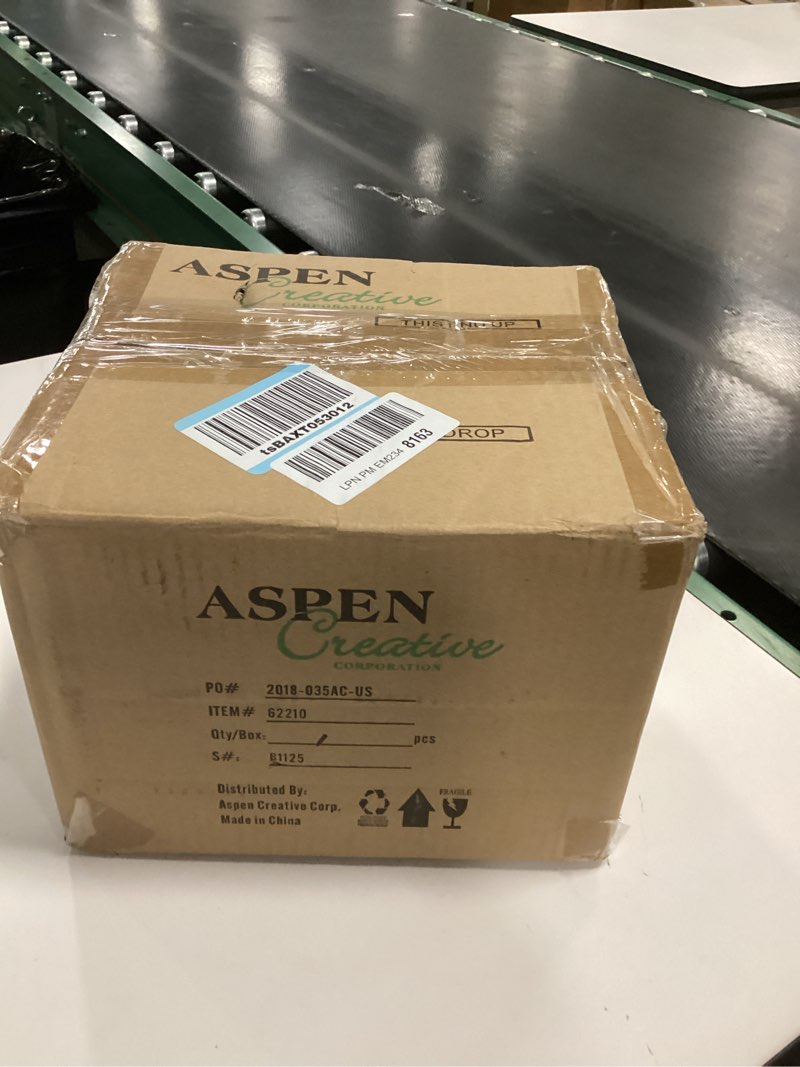 ASPEN
Creative
CORPORATION
THIS END UP
tsBAXT053012
LPN PM EM234 8163
DROP
ASPEN
Creative
CORPORATION
PO# 2018-035AC-US
ITEM# 62210
Qty/Box: 1 pcs
S#: 61125
Distributed By:
Aspen Creative Corp.
Made in China
FRAGILE